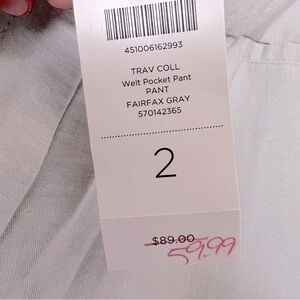 451006162993
TRAV COLL
Welt Pocket Pant
PANT
FAIRFAX GRAY
570142365
2
$89.00
59.99